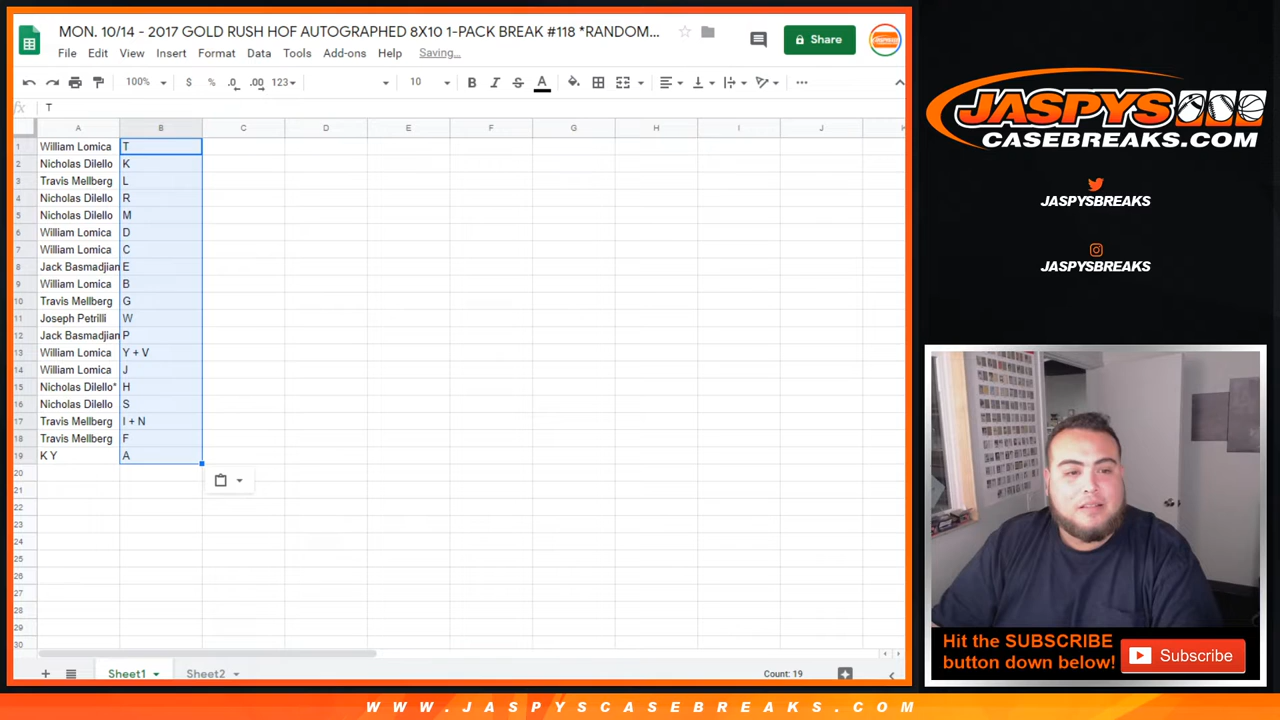 MON. 10/14 - 2017 GOLD RUSH HOF AUTOGRAPHED 8X10 1-PACK BREAK #118 *RANDOM...
File Edit View Insert Format Data Tools Add-ons Help Saving...
Share
100% $ % .0 .00 123 10 B I S A
fx T
A B C D E F G H I J
1 William Lomica T
2 Nicholas Dilello K
3 Travis Mellberg L
4 Nicholas Dilello R
5 Nicholas Dilello M
6 William Lomica D
7 William Lomica C
8 Jack Basmadjian E
9 William Lomica B
10 Travis Mellberg G
11 Joseph Petrilli W
12 Jack Basmadjian P
13 William Lomica Y + V
14 William Lomica J
15 Nicholas Dilello* H
16 Nicholas Dilello S
17 Travis Mellberg I + N
18 Travis Mellberg F
19 K Y A
20
21
22
23
24
25
26
27
28
29
30
Sheet1 Sheet2 Count: 19
JASPYS
CASEBREAKS.COM
JASPYSBREAKS
JASPYSBREAKS
Hit the SUBSCRIBE
button down below!
Subscribe
WWW.JASPYSCASEBREAKS.COM